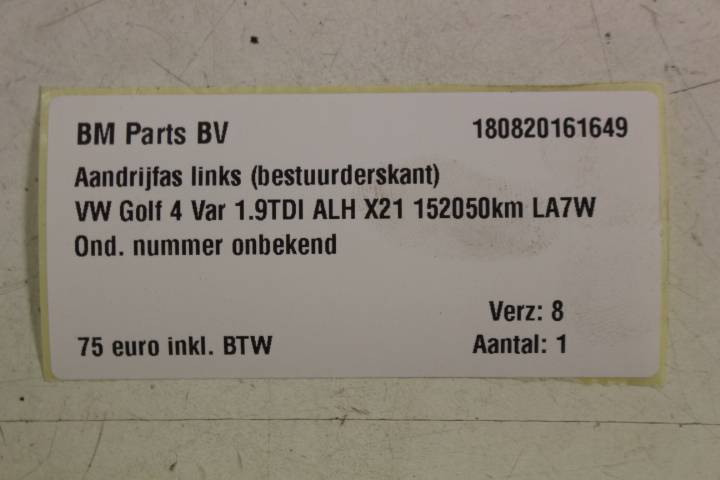 BM Parts BV 180820161649
Aandrijfas links (bestuurderskant)
VW Golf 4 Var 1.9TDI ALH X21 152050km LA7W
Ond. nummer onbekend
Verz: 8
75 euro inkl. BTW Aantal: 1